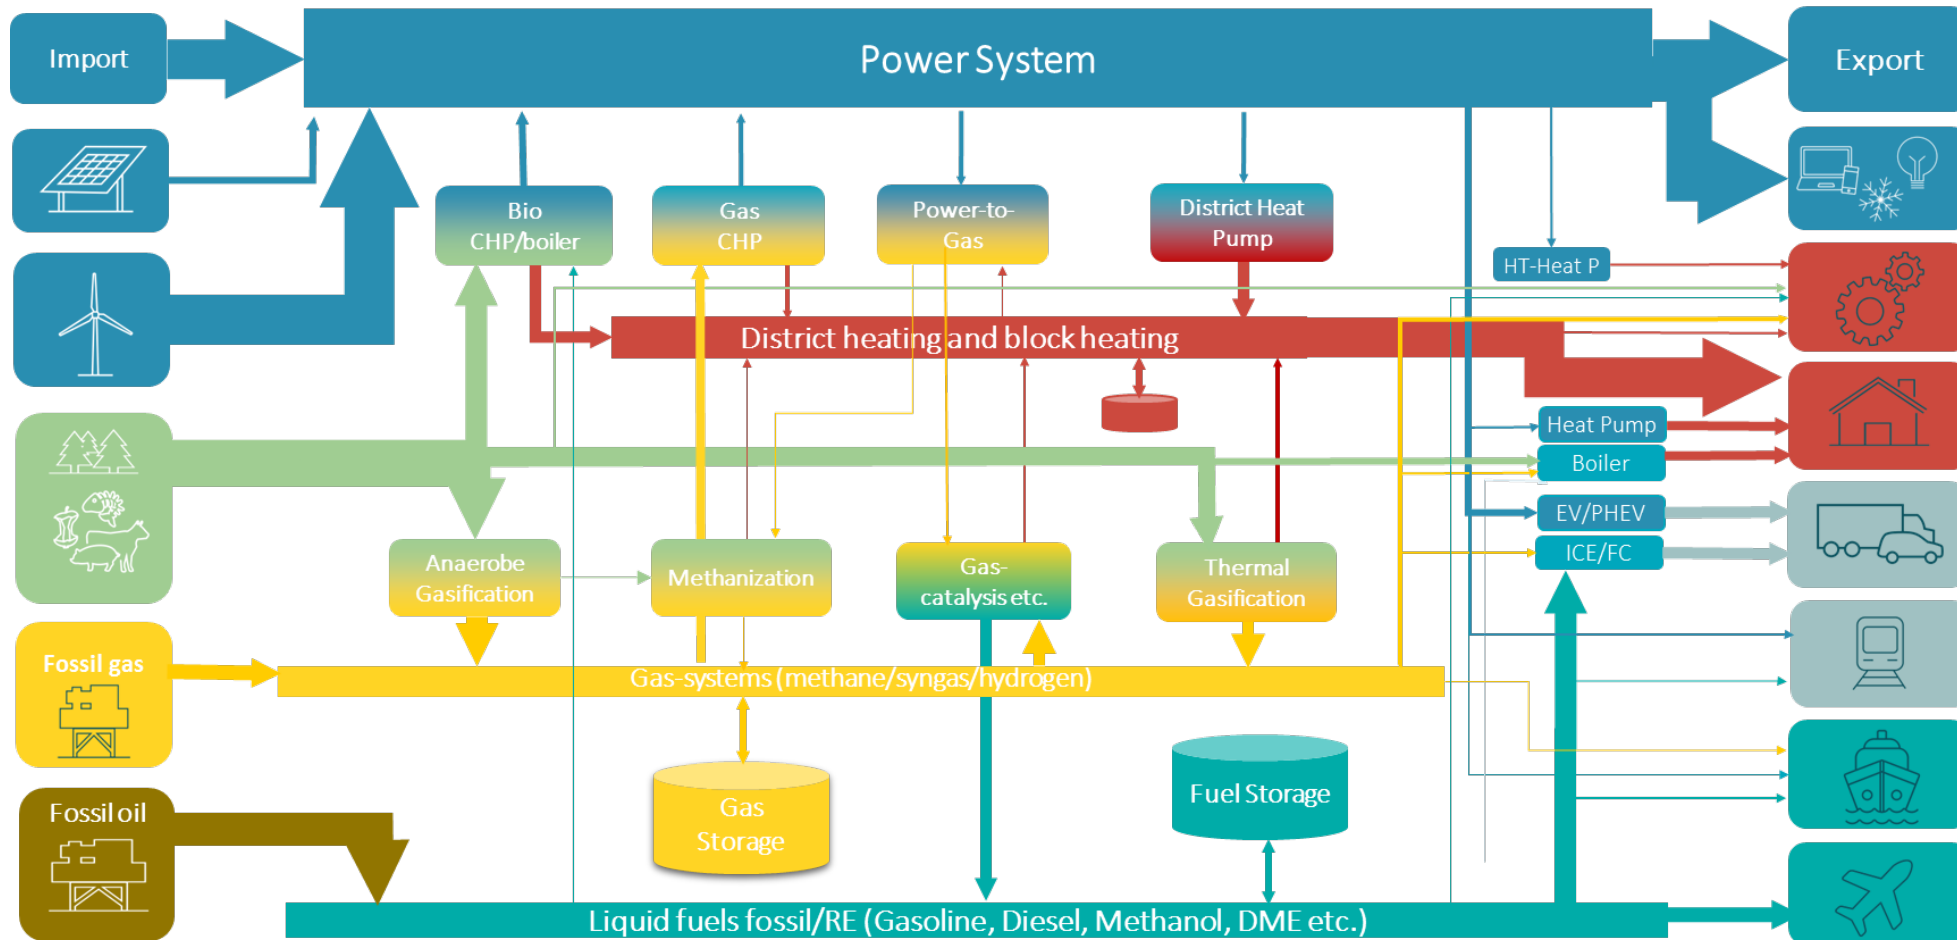 Import
Power System
Export
Bio
CHP/boiler
Gas
CHP
Power-to-
Gas
District Heat
Pump
HT-Heat P
District heating and block heating
Heat Pump
Boiler
EV/PHEV
ICE/FC
Anaerobe
Gasification
Methanization
Gas-
catalysis etc.
Thermal
Gasification
Fossil gas
Gas-systems (methane/syngas/hydrogen)
Gas
Storage
Fuel Storage
Fossil oil
Liquid fuels fossil/RE (Gasoline, Diesel, Methanol, DME etc.)